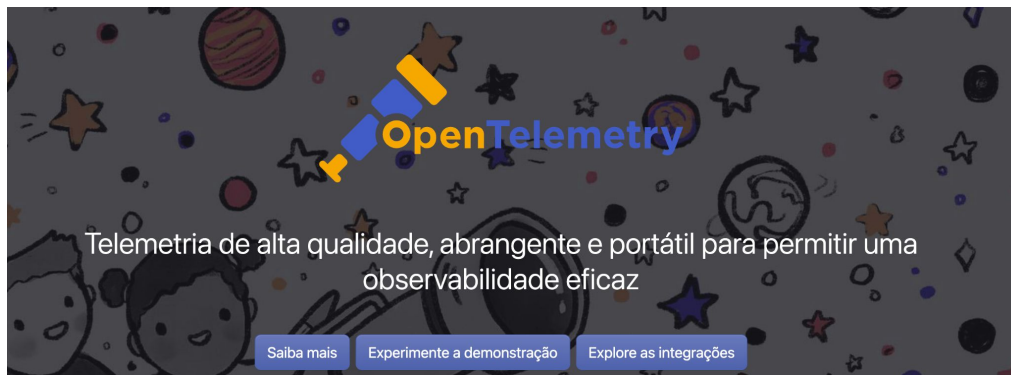 OpenTelemetry
Telemetria de alta qualidade, abrangente e portátil para permitir uma
observabilidade eficaz
Saiba mais
Experimente a demonstração
Explore as integrações